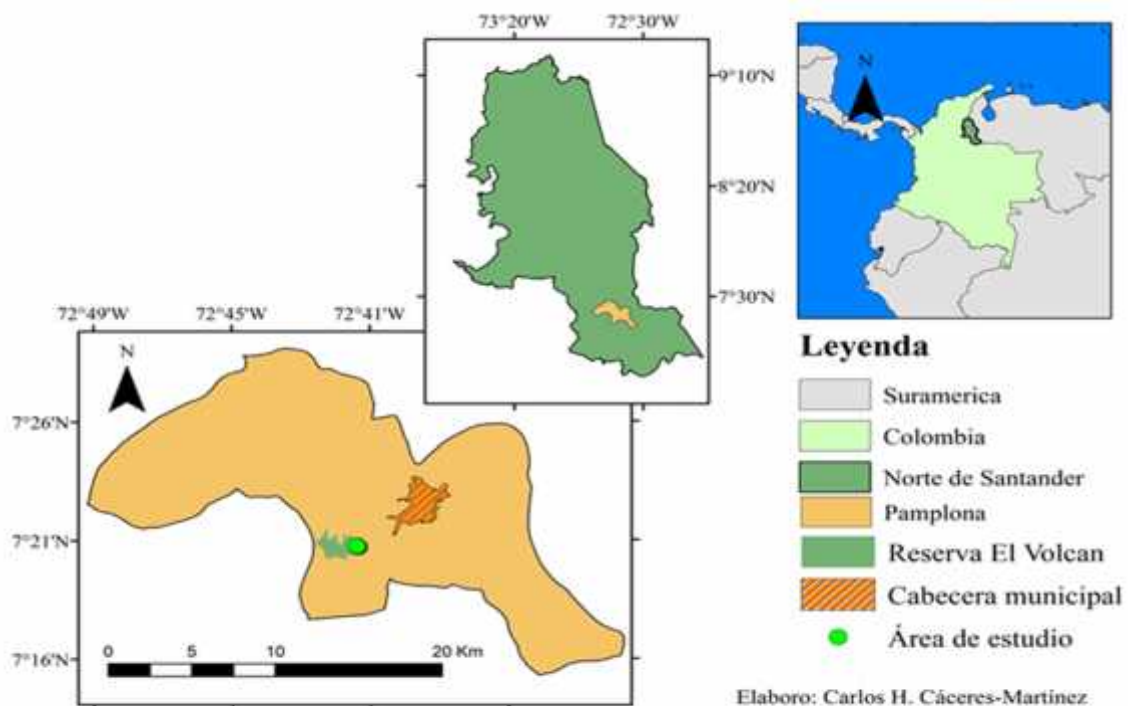 73°20'W 72°30'W
9°10'N
8°20'N
7°30'N
N
72°49'W 72°45'W 72°41'W
N
7°26'N
7°21'N
7°16'N
0 5 10 20 Km
Leyenda
Suramerica
Colombia
Norte de Santander
Pamplona
Reserva El Volcan
Cabecera municipal
Área de estudio
Elaboro: Carlos H. Cáceres-Martínez